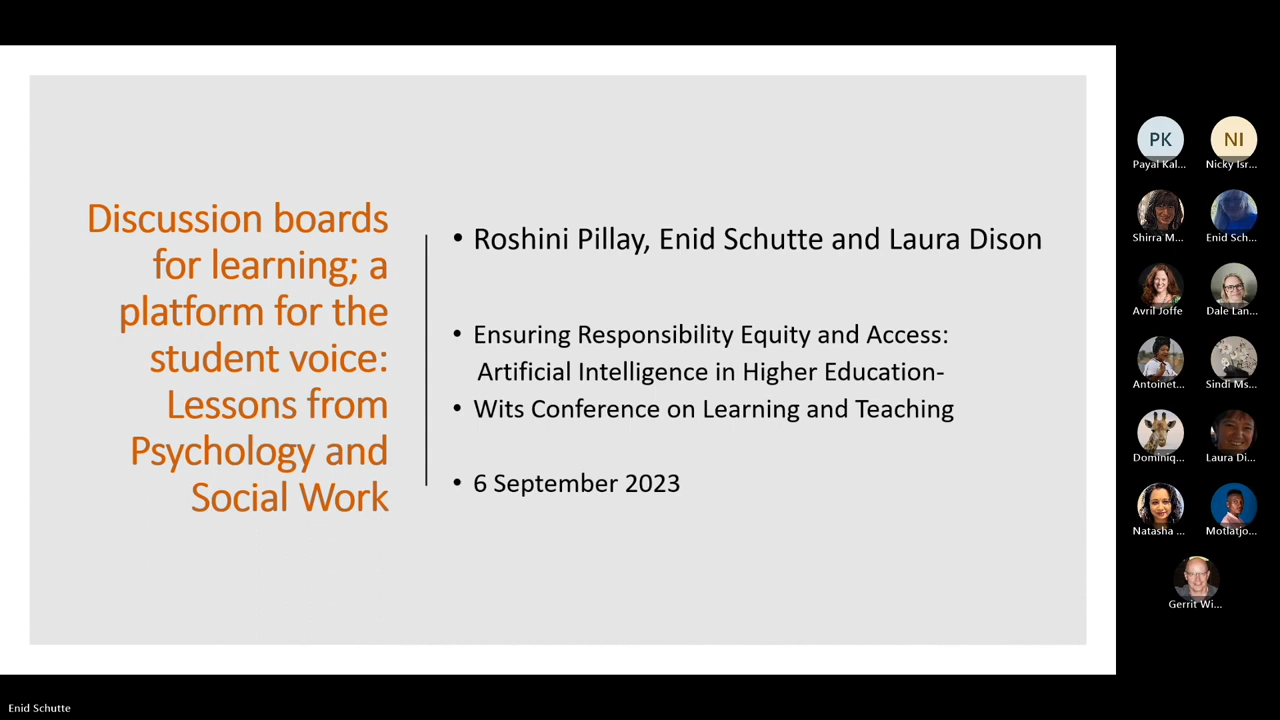 Discussion boards
for learning; a
platform for the
student voice:
Lessons from
Psychology and
Social Work
• Roshini Pillay, Enid Schutte and Laura Dison
• Ensuring Responsibility Equity and Access:
Artificial Intelligence in Higher Education-
• Wits Conference on Learning and Teaching
• 6 September 2023
PK
NI
Payal Kal...
Nicky Isr...
Shirra M...
Enid Sch...
Avril Joffe
Dale Lan...
Antoinet...
Sindi Ms...
Dominiq...
Laura Di...
Natasha ...
Motlatjo...
Gerrit Wi...
Enid Schutte